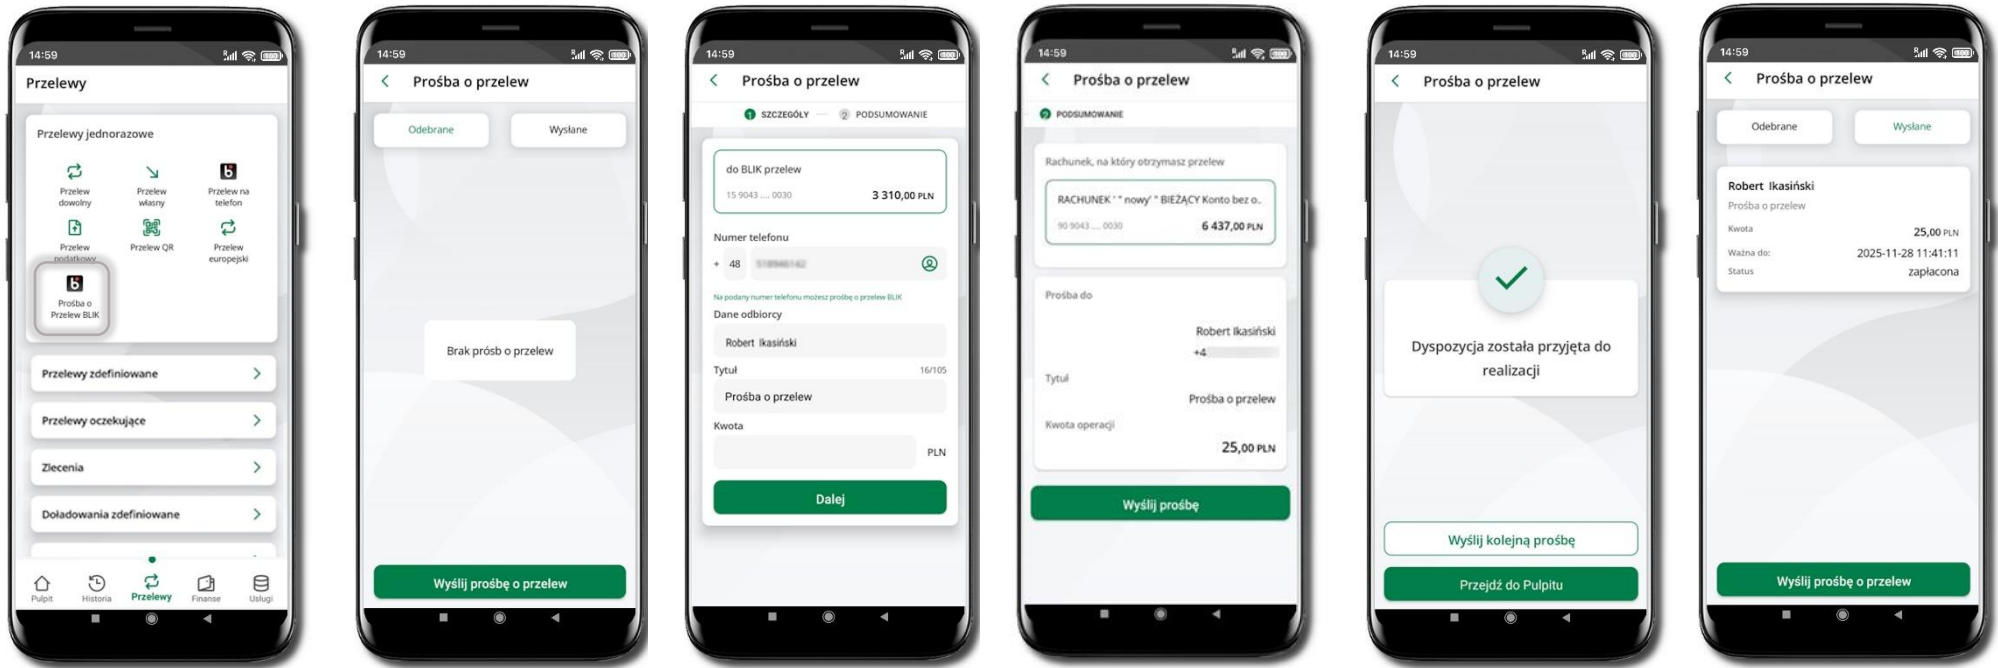 14:59
Przelewy
Przelewy jednorazowe
Przelew
dowolny
Przelew
własny
Przelew na
telefon
Przelew
podatkowy
Przelew QR
Przelew
europejski
Prośba o
Przelew BLIK
Przelewy zdefiniowane
Przelewy oczekujące
Zlecenia
Doładowania zdefiniowane
Pulpit
Historia
Przelewy
Finanse
Usługi
14:59
Prośba o przelew
Odebrane
Wysłane
Brak prósb o przelew
Wyślij prośbę o przelew
14:59
Prośba o przelew
1 SZCZEGÓŁY
2 PODSUMOWANIE
do BLIK przelew
15 9043 .... 0030
3 310,00 PLN
Numer telefonu
+ 48
Na podany numer telefonu możesz prośbę o przelew BLIK
Dane odbiorcy
Robert Ikasiński
Tytuł
16/105
Prośba o przelew
Kwota
PLN
Dalej
14:59
Prośba o przelew
2 PODSUMOWANIE
Rachunek, na który otrzymasz przelew
RACHUNEK ' " nowy' " BIEŻĄCY Konto bez o..
90 9043 .... 0030
6 437,00 PLN
Prośba do
Robert Ikasiński
+4
Tytuł
Prośba o przelew
Kwota operacji
25,00 PLN
Wyślij prośbę
14:59
Prośba o przelew
Dyspozycja została przyjęta do
realizacji
Wyślij kolejną prośbę
Przejdź do Pulpitu
14:59
Prośba o przelew
Odebrane
Wysłane
Robert Ikasiński
Prośba o przelew
Kwota
25,00 PLN
Ważna do:
2025-11-28 11:41:11
Status
zapłacona
Wyślij prośbę o przelew